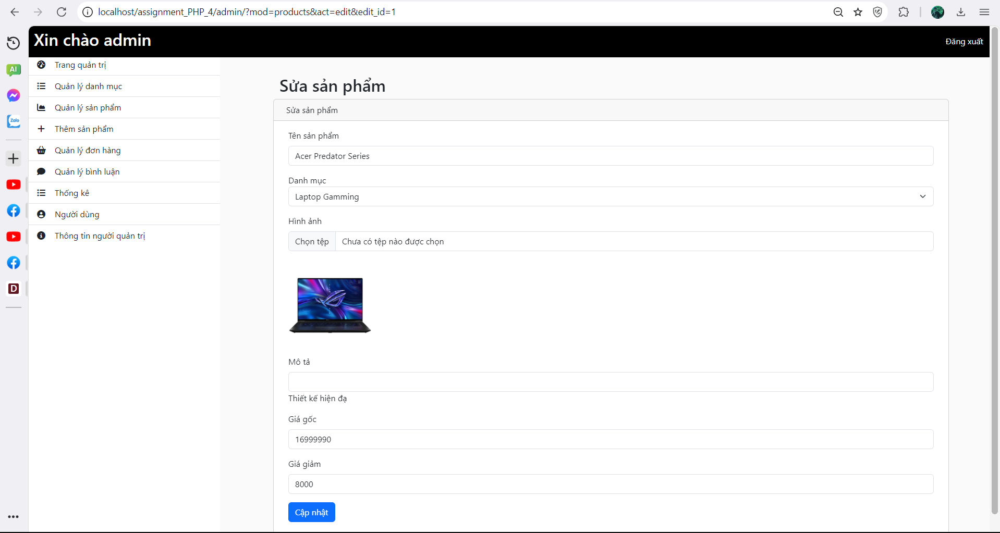 localhost/assignment_PHP_4/admin/?mod=products&act=edit&edit_id=1
Xin chào admin
Đăng xuất
AI
Zalo
D
Trang quản trị
Quản lý danh mục
Quản lý sản phẩm
Thêm sản phẩm
Quản lý đơn hàng
Quản lý bình luận
Thống kê
Người dùng
Thông tin người quản trị
Sửa sản phẩm
Sửa sản phẩm
Tên sản phẩm
Acer Predator Series
Danh mục
Laptop Gamming
Hình ảnh
Chọn tệp Chưa có tệp nào được chọn
Mô tả
Thiết kế hiện đạ
Giá gốc
16999990
Giá giảm
8000
Cập nhật